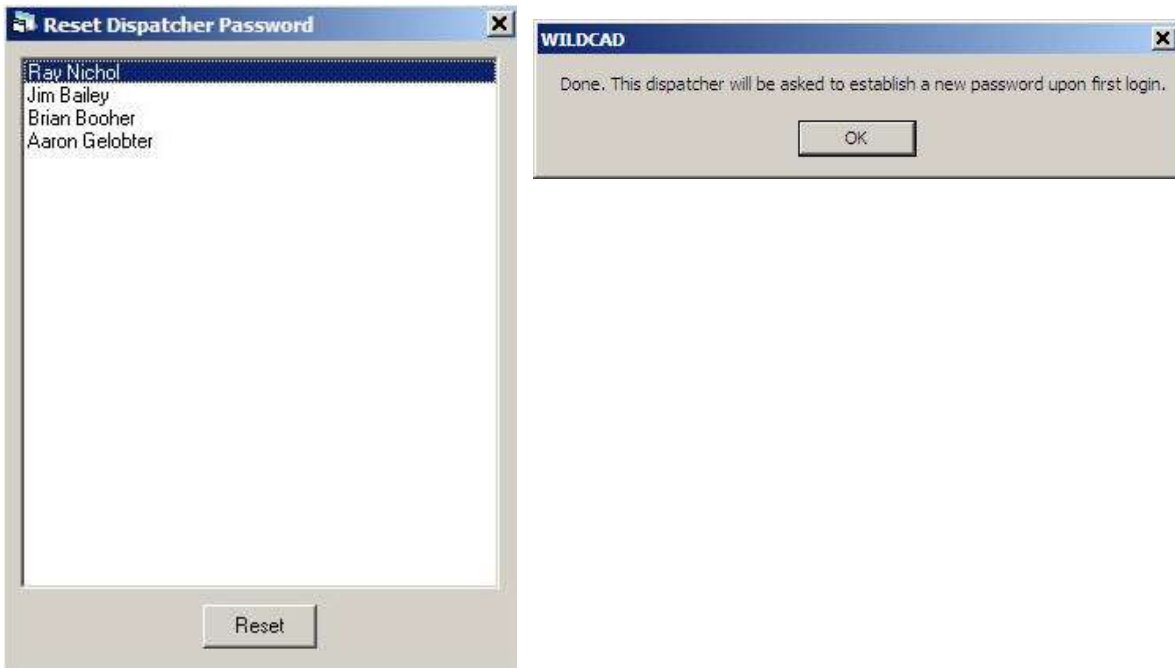 Reset Dispatcher Password
Ray Nichol
Jim Bailey
Brian Booher
Aaron Gelobter
Reset
WILDCAD
Done. This dispatcher will be asked to establish a new password upon first login.
OK